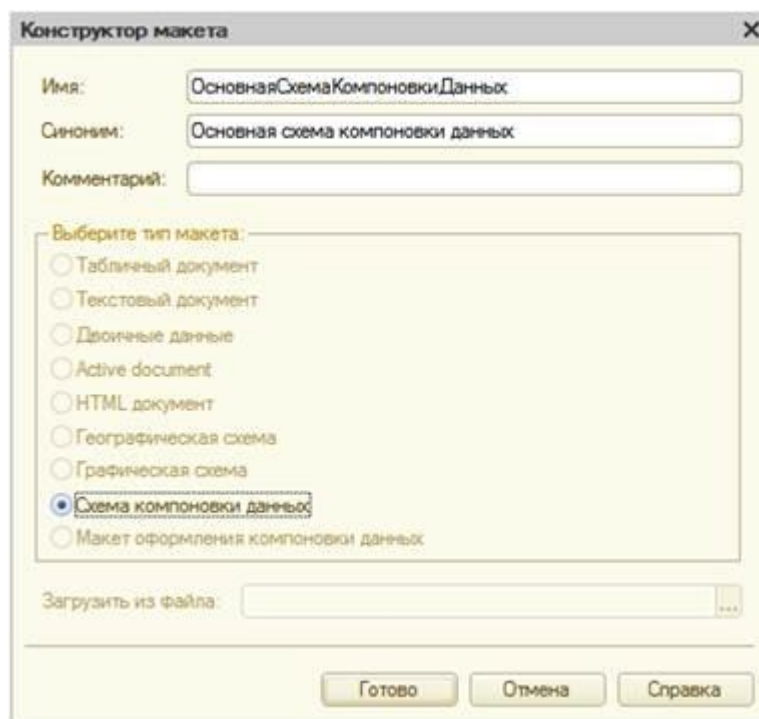 Конструктор макета
Имя: ОсновнаяСхемаКомпоновкиДанных
Синоним: Основная схема компоновки данных
Комментарий:
Выберите тип макета:
Табличный документ
Текстовый документ
Двоичные данные
Active document
HTML документ
Географическая схема
Графическая схема
Схема компоновки данных
Макет оформления компоновки данных
Загрузить из файла: ...
Готово Отмена Справка